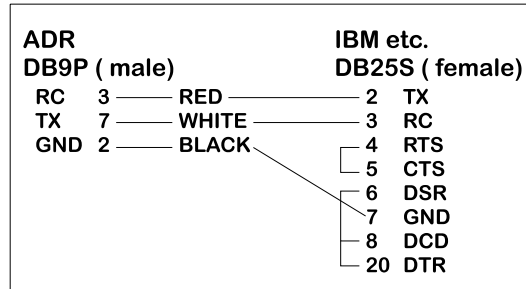 ADR IBM etc.
DB9P ( male) DB25S ( female)
RC 3 RED 2 TX
TX 7 WHITE 3 RC
GND 2 BLACK 4 RTS
5 CTS
6 DSR
7 GND
8 DCD
20 DTR